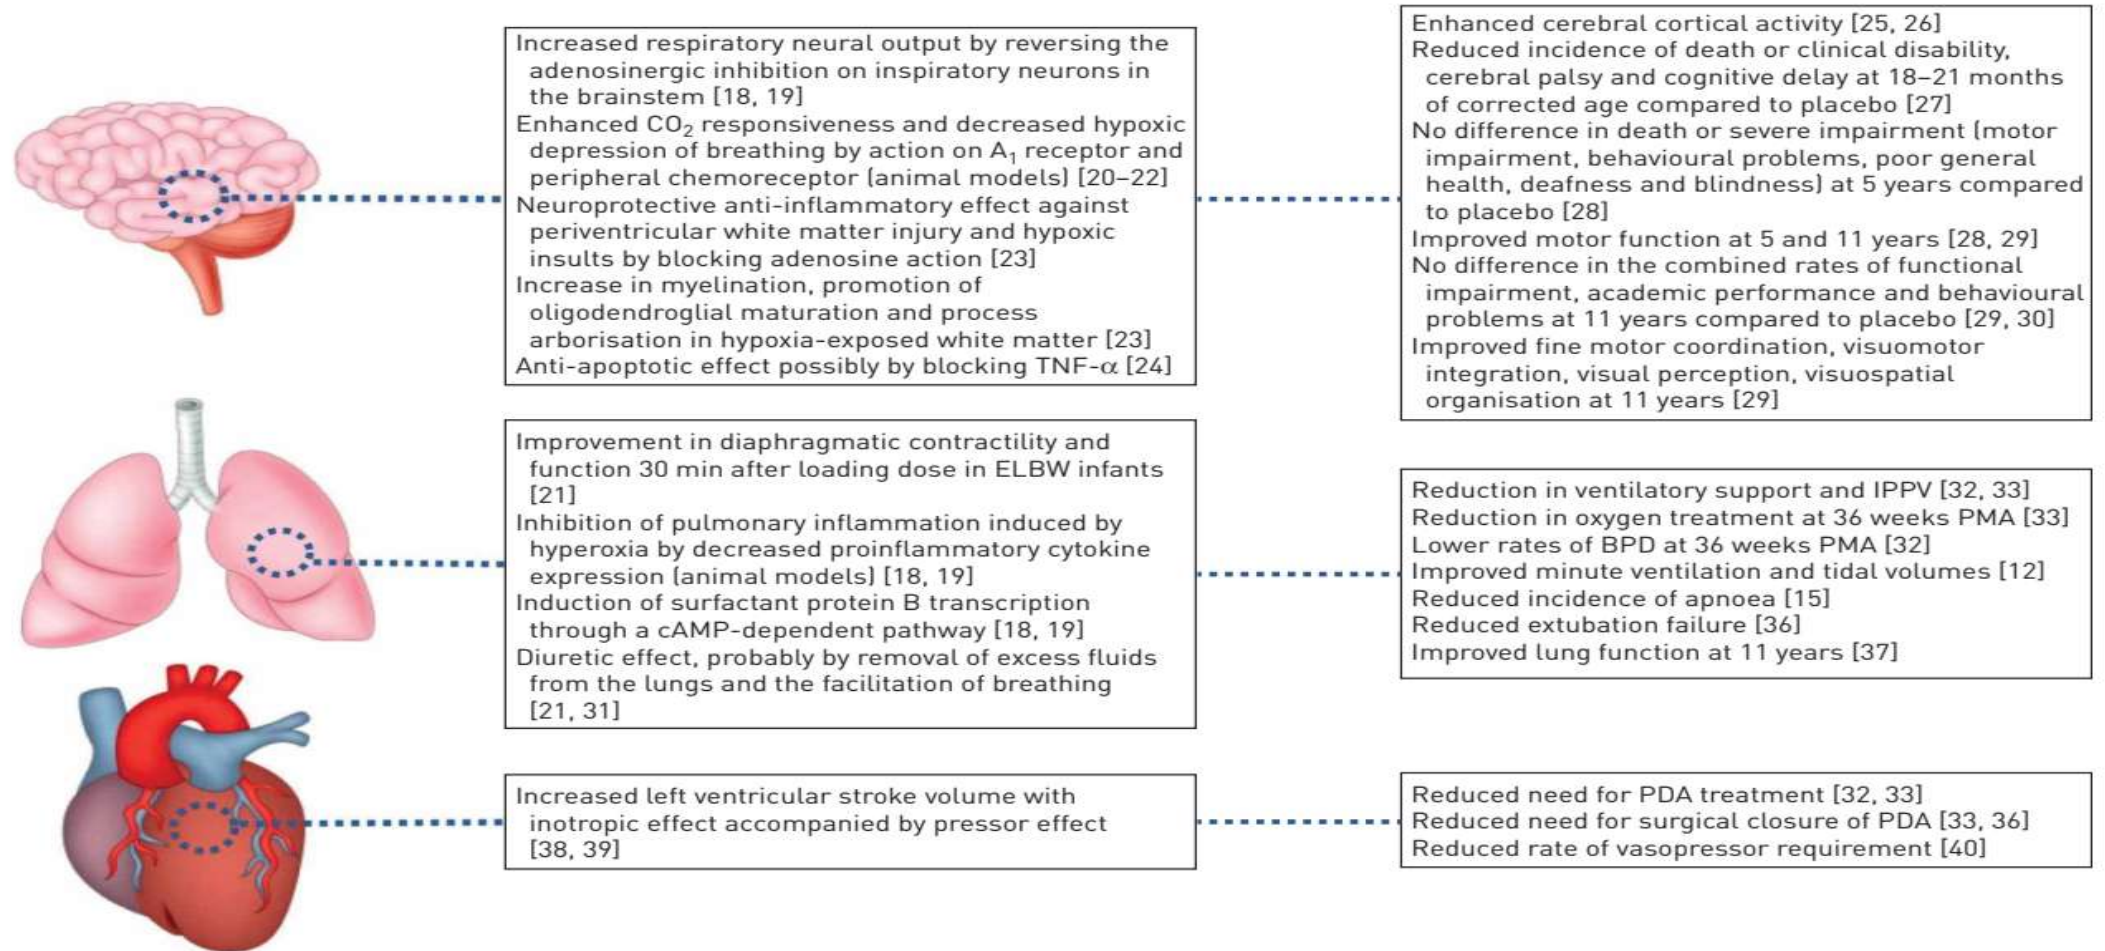 Increased respiratory neural output by reversing the
adenosinergic inhibition on inspiratory neurons in
the brainstem [18, 19]
Enhanced CO₂ responsiveness and decreased hypoxic
depression of breathing by action on A₁ receptor and
peripheral chemoreceptor (animal models) [20–22]
Neuroprotective anti-inflammatory effect against
periventricular white matter injury and hypoxic
insults by blocking adenosine action [23]
Increase in myelination, promotion of
oligodendroglial maturation and process
arborisation in hypoxia-exposed white matter [23]
Anti-apoptotic effect possibly by blocking TNF-α [24]
Enhanced cerebral cortical activity [25, 26]
Reduced incidence of death or clinical disability,
cerebral palsy and cognitive delay at 18–21 months
of corrected age compared to placebo [27]
No difference in death or severe impairment (motor
impairment, behavioural problems, poor general
health, deafness and blindness) at 5 years compared
to placebo [28]
Improved motor function at 5 and 11 years [28, 29]
No difference in the combined rates of functional
impairment, academic performance and behavioural
problems at 11 years compared to placebo [29, 30]
Improved fine motor coordination, visuomotor
integration, visual perception, visuospatial
organisation at 11 years [29]
Improvement in diaphragmatic contractility and
function 30 min after loading dose in ELBW infants
[21]
Inhibition of pulmonary inflammation induced by
hyperoxia by decreased proinflammatory cytokine
expression (animal models) [18, 19]
Induction of surfactant protein B transcription
through a cAMP-dependent pathway [18, 19]
Diuretic effect, probably by removal of excess fluids
from the lungs and the facilitation of breathing
[21, 31]
Reduction in ventilatory support and IPPV [32, 33]
Reduction in oxygen treatment at 36 weeks PMA [33]
Lower rates of BPD at 36 weeks PMA [32]
Improved minute ventilation and tidal volumes [12]
Reduced incidence of apnoea [15]
Reduced extubation failure [36]
Improved lung function at 11 years [37]
Increased left ventricular stroke volume with
inotropic effect accompanied by pressor effect
[38, 39]
Reduced need for PDA treatment [32, 33]
Reduced need for surgical closure of PDA [33, 36]
Reduced rate of vasopressor requirement [40]